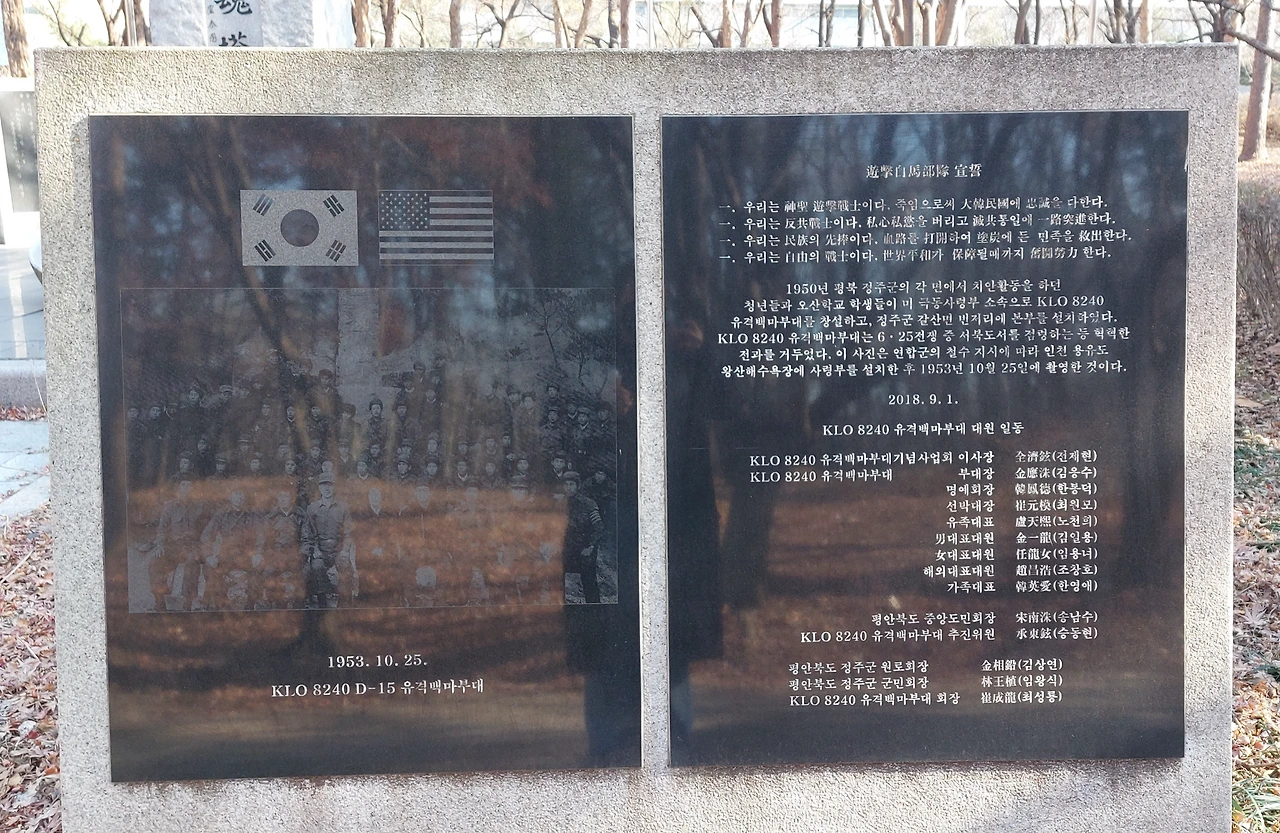 魂
塔
1953. 10. 25.
KLO 8240 D-15 유격백마부대
遊擊白馬部隊 宣誓
一, 우리는 神聖 遊擊戰士이다. 죽임으로써 大韓民國에 忠誠을 다한다.
一, 우리는 反共戰士이다. 私心私慾을 버리고 滅共통일에 一路突進한다.
一, 우리는 民族의 先捧이다. 血路를 打開하여 塗炭에 든 민족을 救出한다.
一, 우리는 自由의 戰士이다. 世界平和가 保障될때까지 奮鬪努力 한다.
1950년 평북 정주군의 각 면에서 치안활동을 하던
청년들과 오산학교 학생들이 미 극동사령부 소속으로 KLO 8240
유격백마부대를 창설하고, 정주군 갈산면 민저리에 본부를 설치하였다.
KLO 8240 유격백마부대는 6·25전쟁 중 서북도서를 점령하는 등 혁혁한
전과를 거두었다. 이 사진은 연합군의 철수 지시에 따라 인천 용유도
왕산해수욕장에 사령부를 설치한 후 1953년 10월 25일에 촬영한 것이다.
2018. 9. 1.
KLO 8240 유격백마부대 대원 일동
KLO 8240 유격백마부대기념사업회 이사장 全濟鉉(전제현)
KLO 8240 유격백마부대 부대장 金應洙(김응수)
명예회장 韓鳳德(한봉덕)
선박대장 崔元模(최원모)
유족대표 盧天熙(노천희)
男대표대원 金一龍(김일용)
女대표대원 任龍女(임용녀)
해외대표대원 趙昌浩(조창호)
가족대표 韓英愛(한영애)
평안북도 중앙도민회장 宋南洙(송남수)
KLO 8240 유격백마부대 추진위원 承東鉉(승동현)
평안북도 정주군 원로회장 金相鉛(김상연)
평안북도 정주군 군민회장 林王植(임왕식)
KLO 8240 유격백마부대 회장 崔成龍(최성룡)